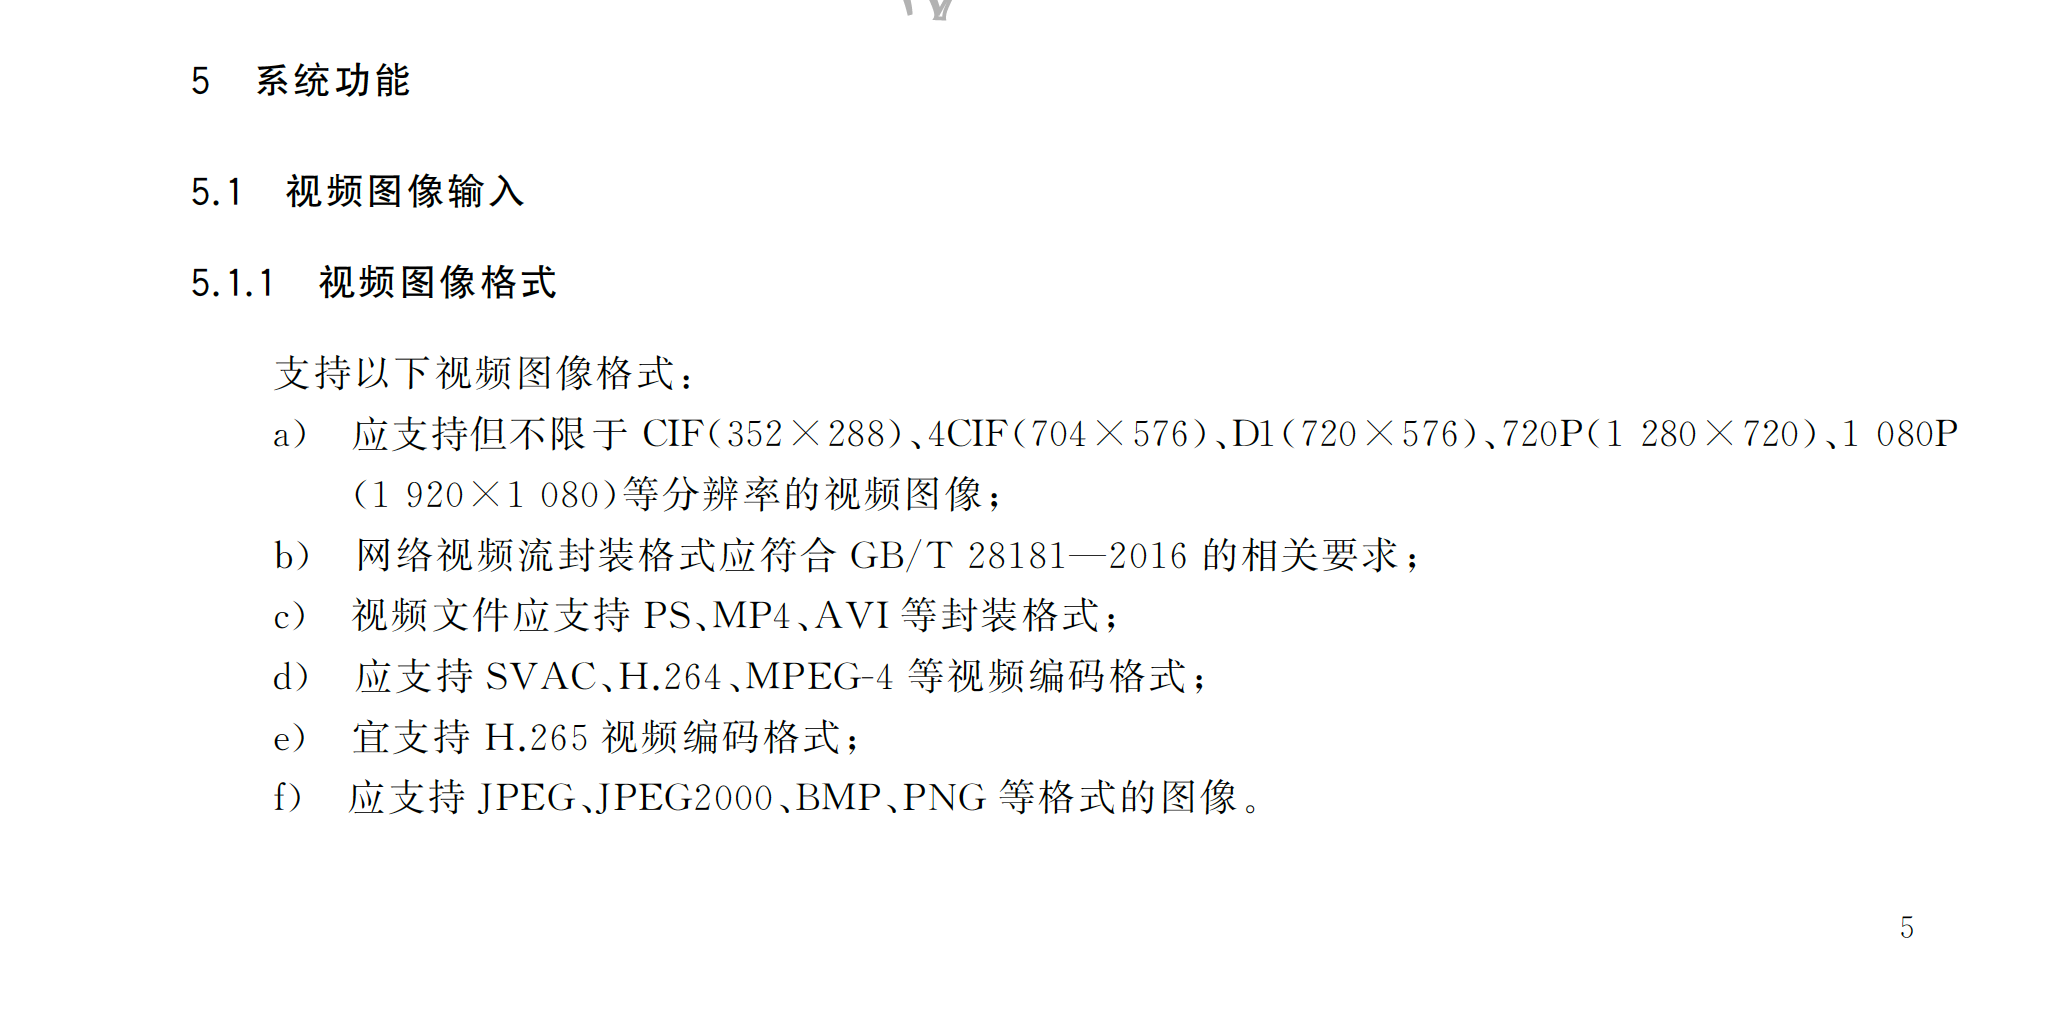 5 系统功能
5.1 视频图像输入
5.1.1 视频图像格式
支持以下视频图像格式：
a） 应支持但不限于 CIF(352×288)、4CIF(704×576)、D1(720×576)、720P(1 280×720)、1 080P
(1 920×1 080)等分辨率的视频图像；
b） 网络视频流封装格式应符合 GB/T 28181—2016 的相关要求；
c） 视频文件应支持 PS、MP4、AVI 等封装格式；
d） 应支持 SVAC、H.264、MPEG-4 等视频编码格式；
e） 宜支持 H.265 视频编码格式；
f） 应支持 JPEG、JPEG2000、BMP、PNG 等格式的图像。
5